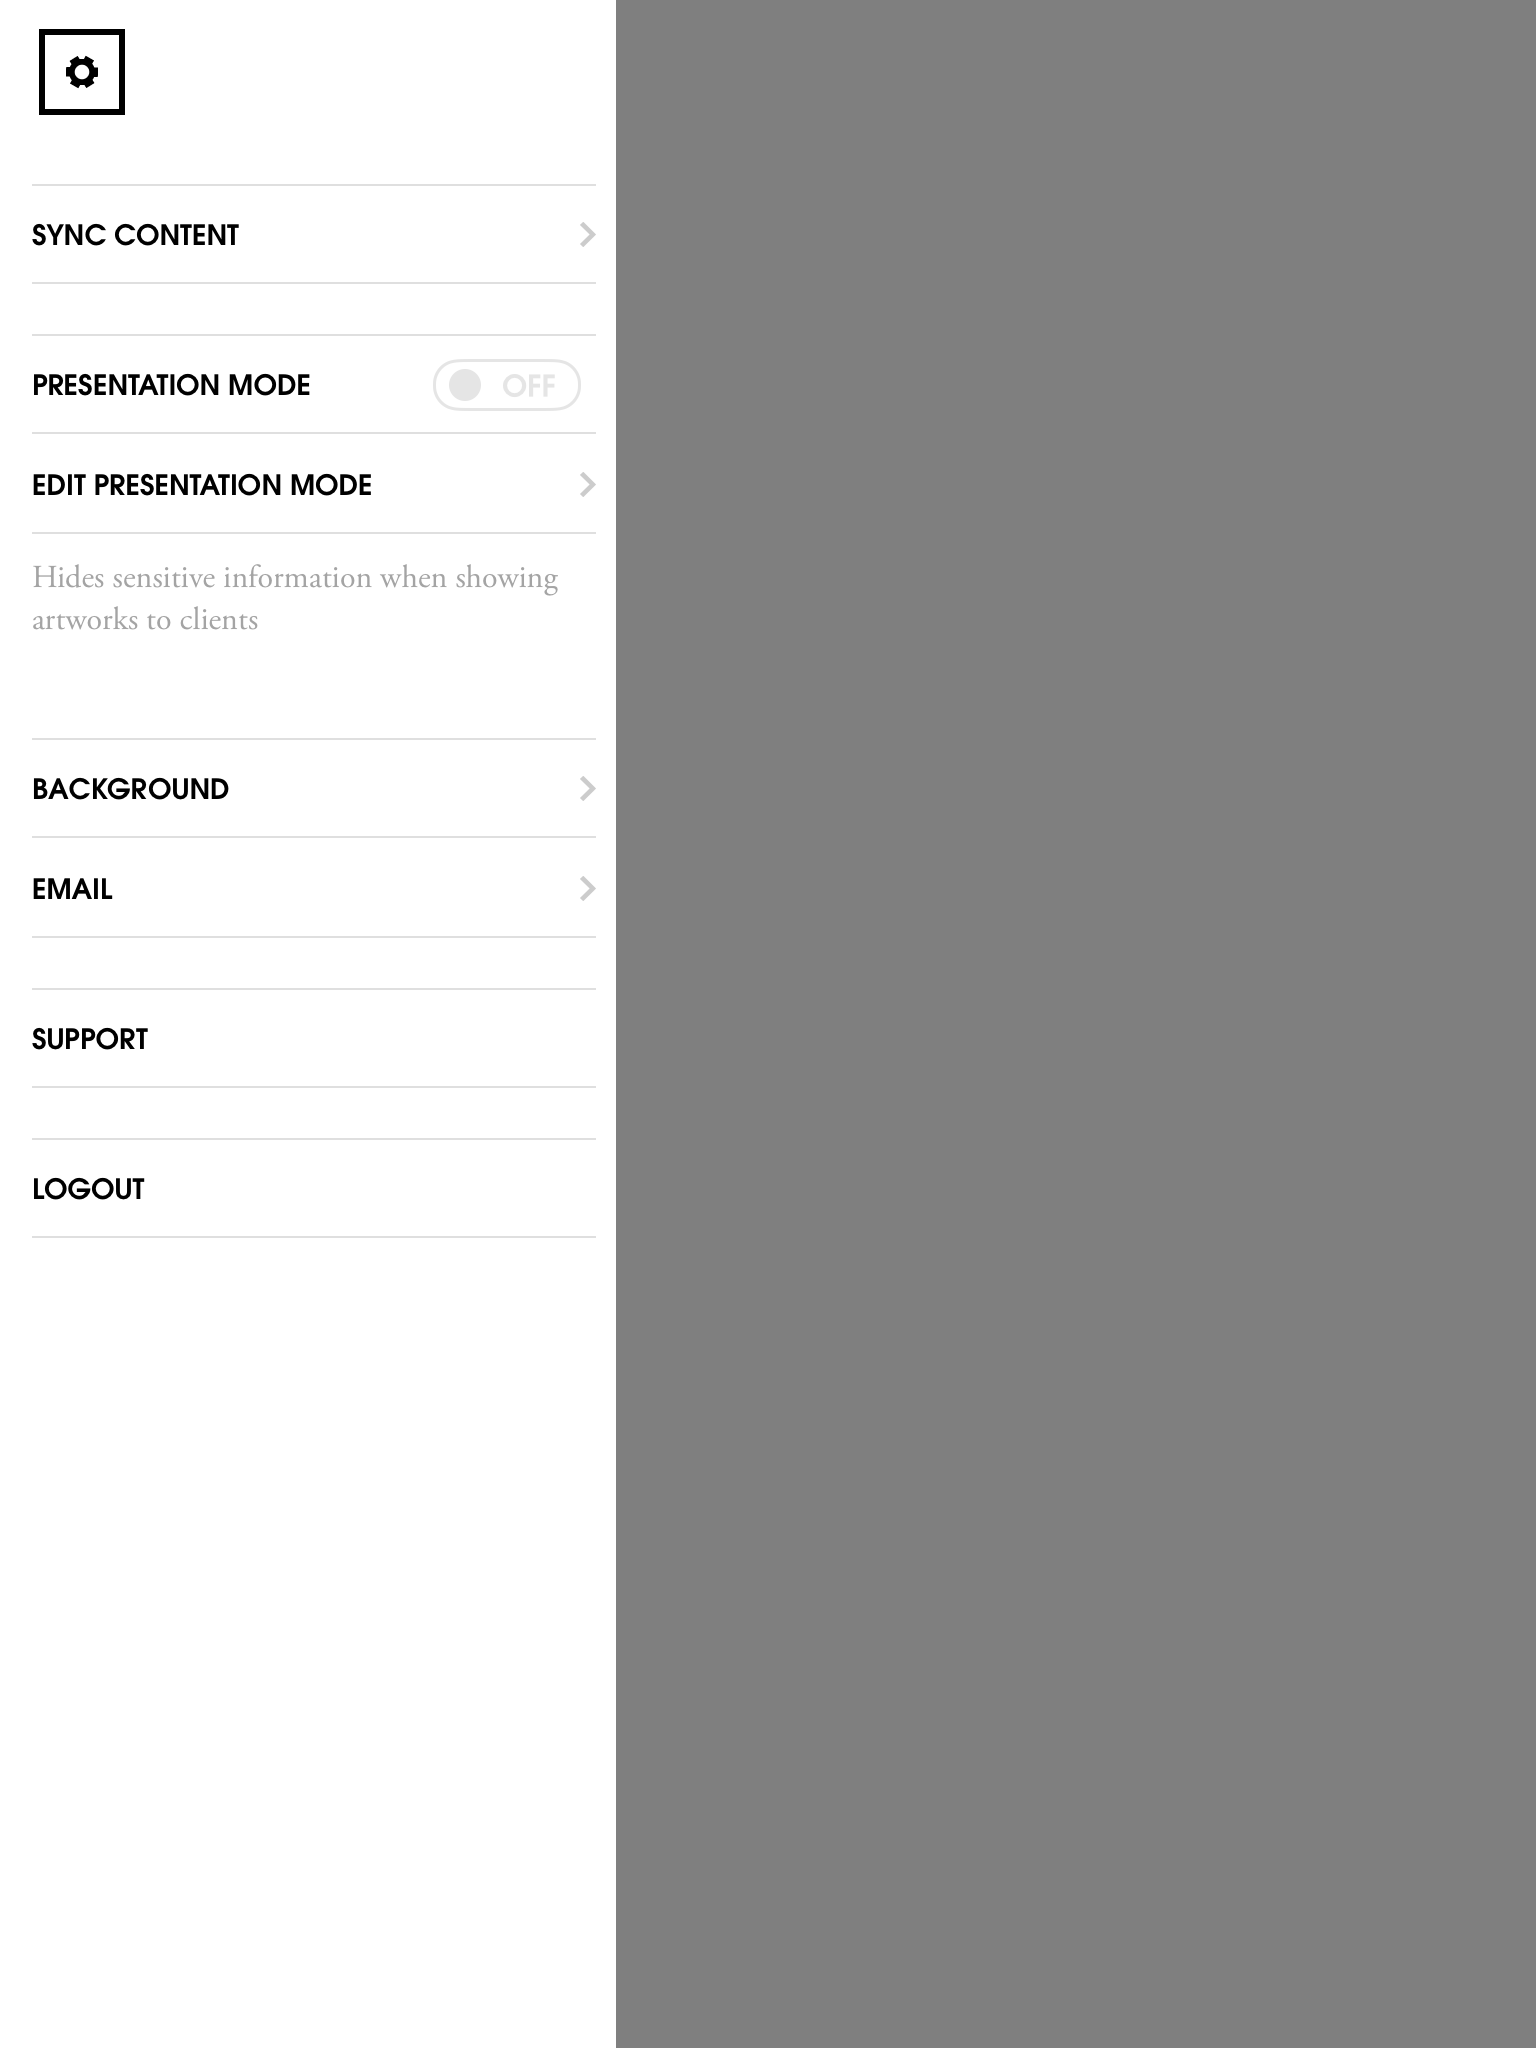 SYNC CONTENT
PRESENTATION MODE OFF
EDIT PRESENTATION MODE
Hides sensitive information when showing
artworks to clients
BACKGROUND
EMAIL
SUPPORT
LOGOUT